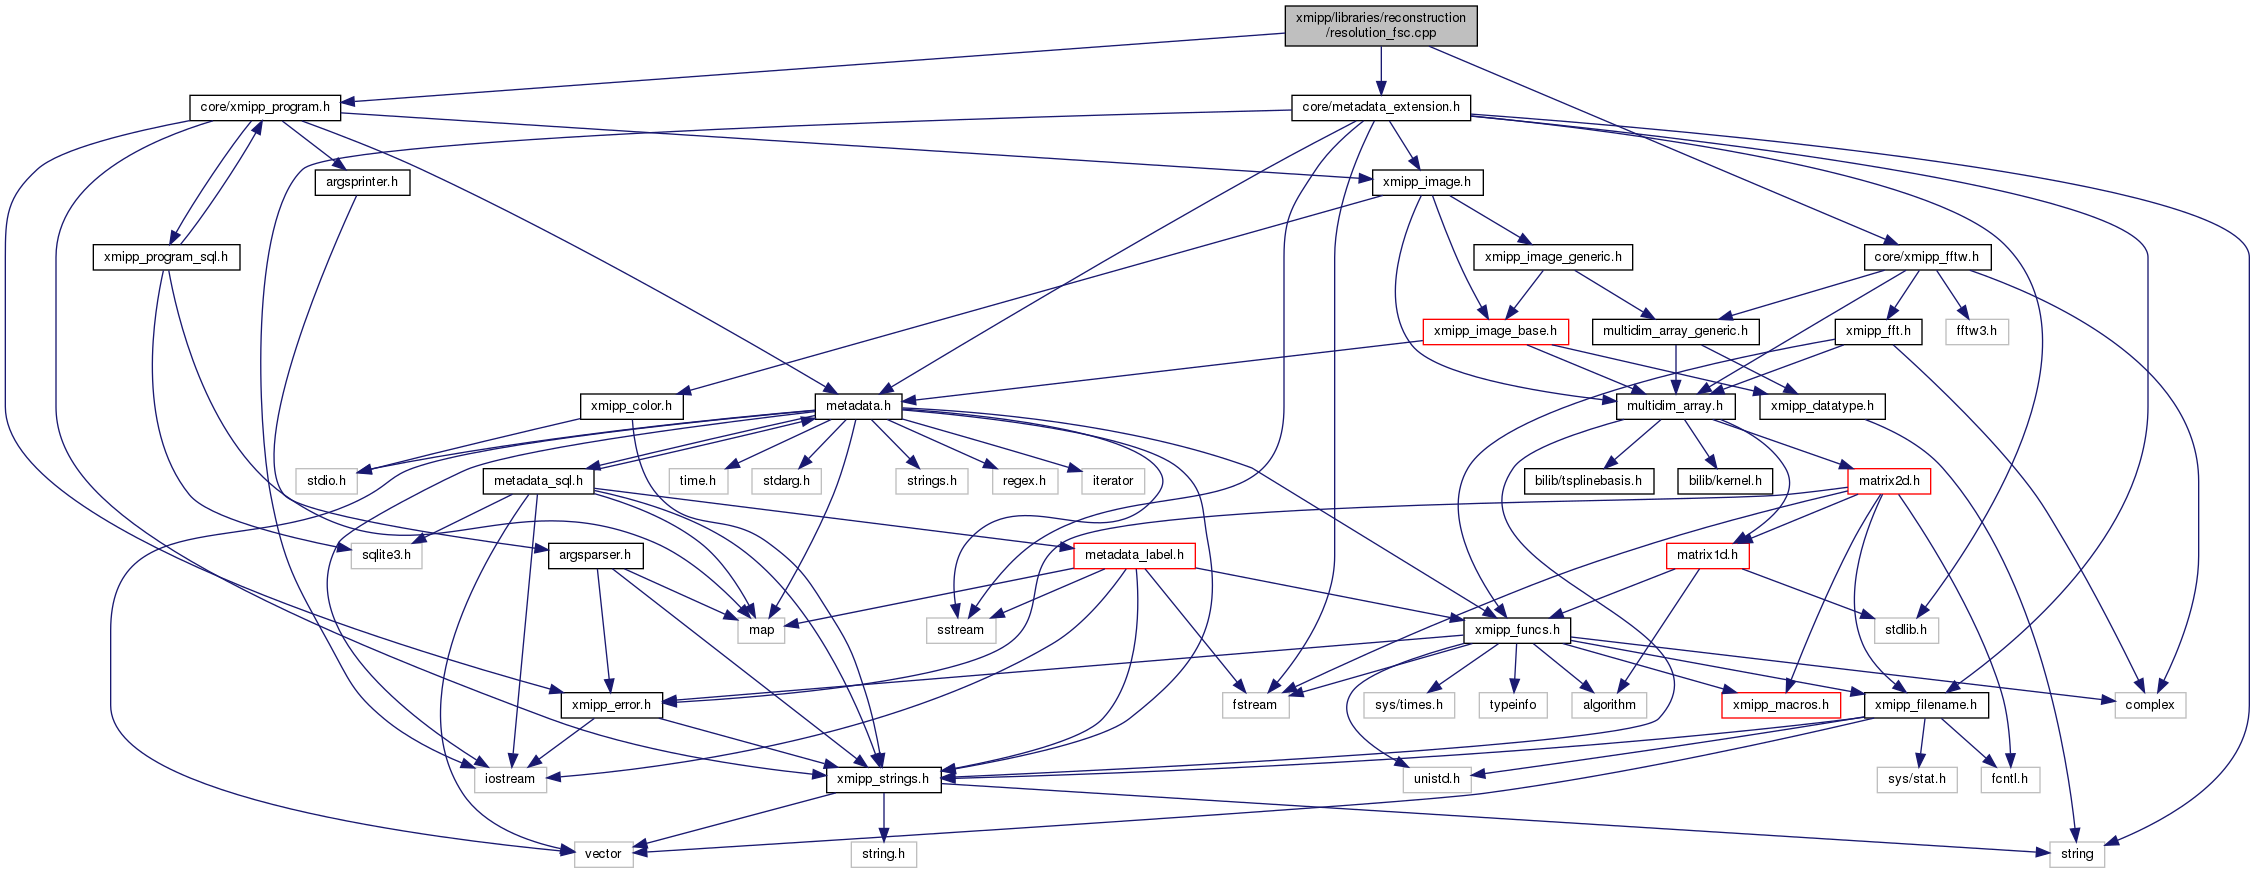 xmipp/libraries/reconstruction
/resolution_fsc.cpp
core/xmipp_program.h
core/metadata_extension.h
argsprinter.h
xmipp_image.h
xmipp_program_sql.h
xmipp_image_generic.h
core/xmipp_fftw.h
xmipp_image_base.h
multidim_array_generic.h
xmipp_fft.h
fftw3.h
xmipp_color.h
metadata.h
multidim_array.h
xmipp_datatype.h
stdio.h
metadata_sql.h
time.h
stdarg.h
strings.h
regex.h
iterator
bilib/tsplinebasis.h
bilib/kernel.h
matrix2d.h
sqlite3.h
argsparser.h
metadata_label.h
matrix1d.h
map
sstream
xmipp_funcs.h
stdlib.h
xmipp_error.h
fstream
sys/times.h
typeinfo
algorithm
xmipp_macros.h
xmipp_filename.h
complex
iostream
xmipp_strings.h
unistd.h
sys/stat.h
fcntl.h
vector
string.h
string